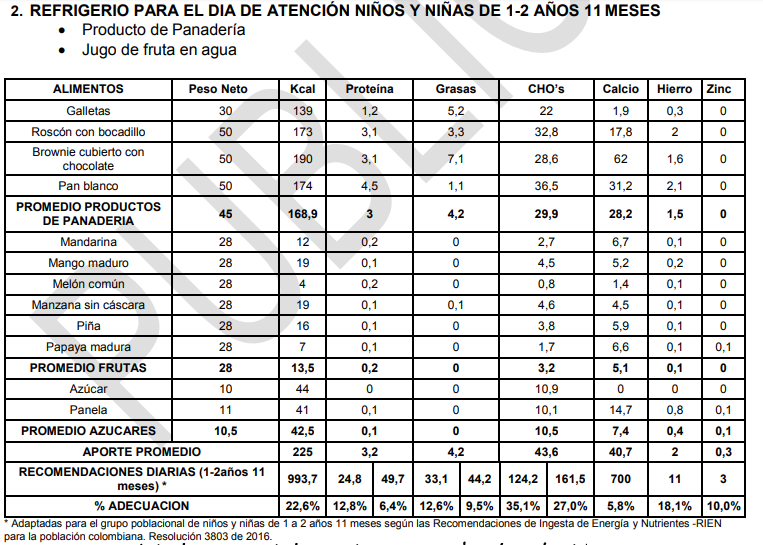 2. REFRIGERIO PARA EL DIA DE ATENCIÓN NIÑOS Y NIÑAS DE 1-2 AÑOS 11 MESES
• Producto de Panadería
• Jugo de fruta en agua
ALIMENTOS Peso Neto Kcal Proteína Grasas CHO's Calcio Hierro Zinc
Galletas 30 139 1,2 5,2 22 1,9 0,3 0
Roscón con bocadillo 50 173 3,1 3,3 32,8 17,8 2 0
Brownie cubierto con
chocolate 50 190 3,1 7,1 28,6 62 1,6 0
Pan blanco 50 174 4,5 1,1 36,5 31,2 2,1 0
PROMEDIO PRODUCTOS
DE PANADERIA 45 168,9 3 4,2 29,9 28,2 1,5 0
Mandarina 28 12 0,2 0 2,7 6,7 0,1 0
Mango maduro 28 19 0,1 0 4,5 5,2 0,2 0
Melón común 28 4 0,2 0 0,8 1,4 0,1 0
Manzana sin cáscara 28 19 0,1 0,1 4,6 4,5 0,1 0
Piña 28 16 0,1 0 3,8 5,9 0,1 0
Papaya madura 28 7 0,1 0 1,7 6,6 0,1 0,1
PROMEDIO FRUTAS 28 13,5 0,2 0 3,2 5,1 0,1 0
Azúcar 10 44 0 0 10,9 0 0 0
Panela 11 41 0,1 0 10,1 14,7 0,8 0,1
PROMEDIO AZUCARES 10,5 42,5 0,1 0 10,5 7,4 0,4 0,1
APORTE PROMEDIO 225 3,2 4,2 43,6 40,7 2 0,3
RECOMENDACIONES DIARIAS (1-2años 11
meses) * 993,7 24,8 49,7 33,1 44,2 124,2 161,5 700 11 3
% ADECUACION 22,6% 12,8% 6,4% 12,6% 9,5% 35,1% 27,0% 5,8% 18,1% 10,0%
* Adaptadas para el grupo poblacional de niños y niñas de 1 a 2 años 11 meses según las Recomendaciones de Ingesta de Energía y Nutrientes -RIEN
para la población colombiana. Resolución 3803 de 2016.
PUBLIC